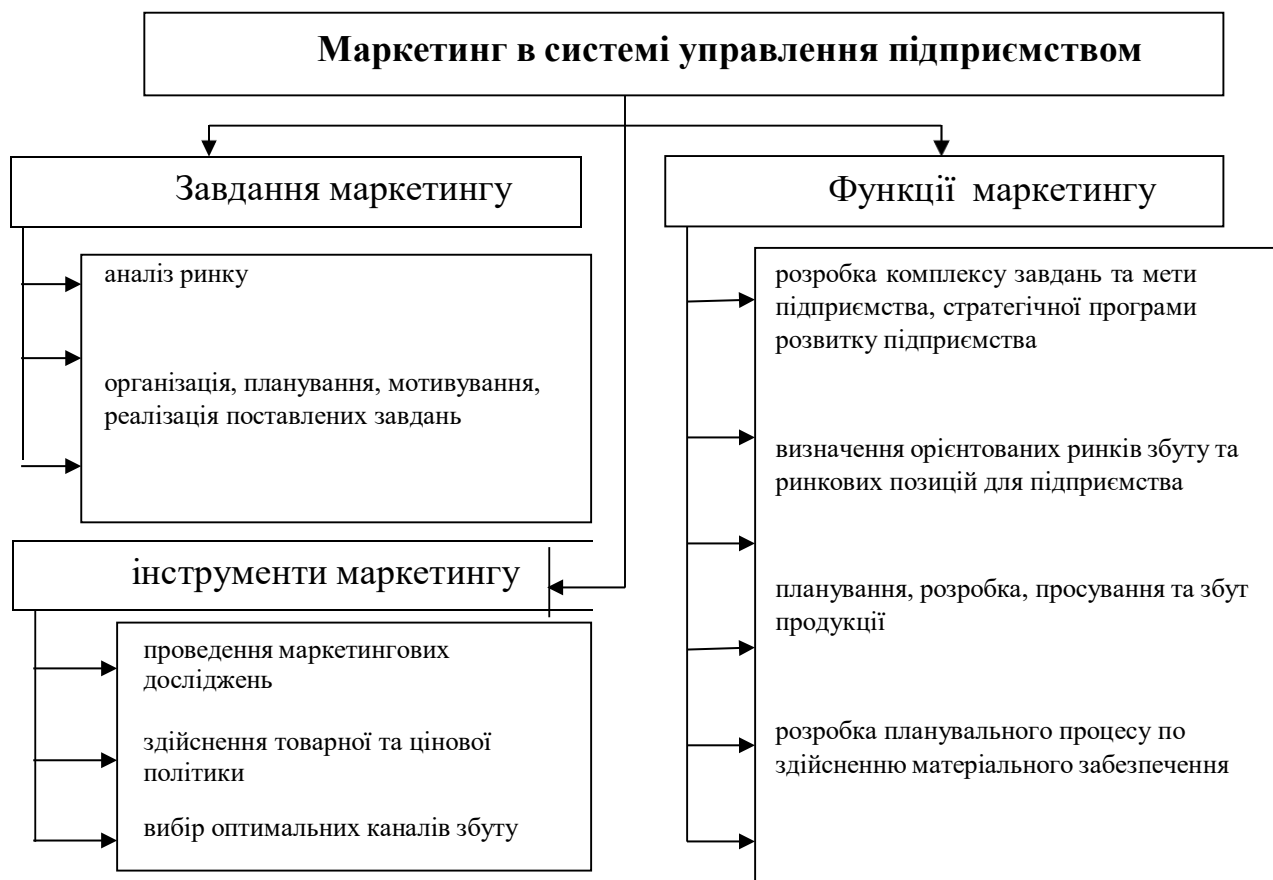 Маркетинг в системі управління підприємством
Завдання маркетингу
аналіз ринку
організація, планування, мотивування,
реалізація поставлених завдань
інструменти маркетингу
проведення маркетингових
досліджень
здійснення товарної та цінової
політики
вибір оптимальних каналів збуту
Функції маркетингу
розробка комплексу завдань та мети
підприємства, стратегічної програми
розвитку підприємства
визначення орієнтованих ринків збуту та
ринкових позицій для підприємства
планування, розробка, просування та збут
продукції
розробка планувального процесу по
здійсненню матеріального забезпечення